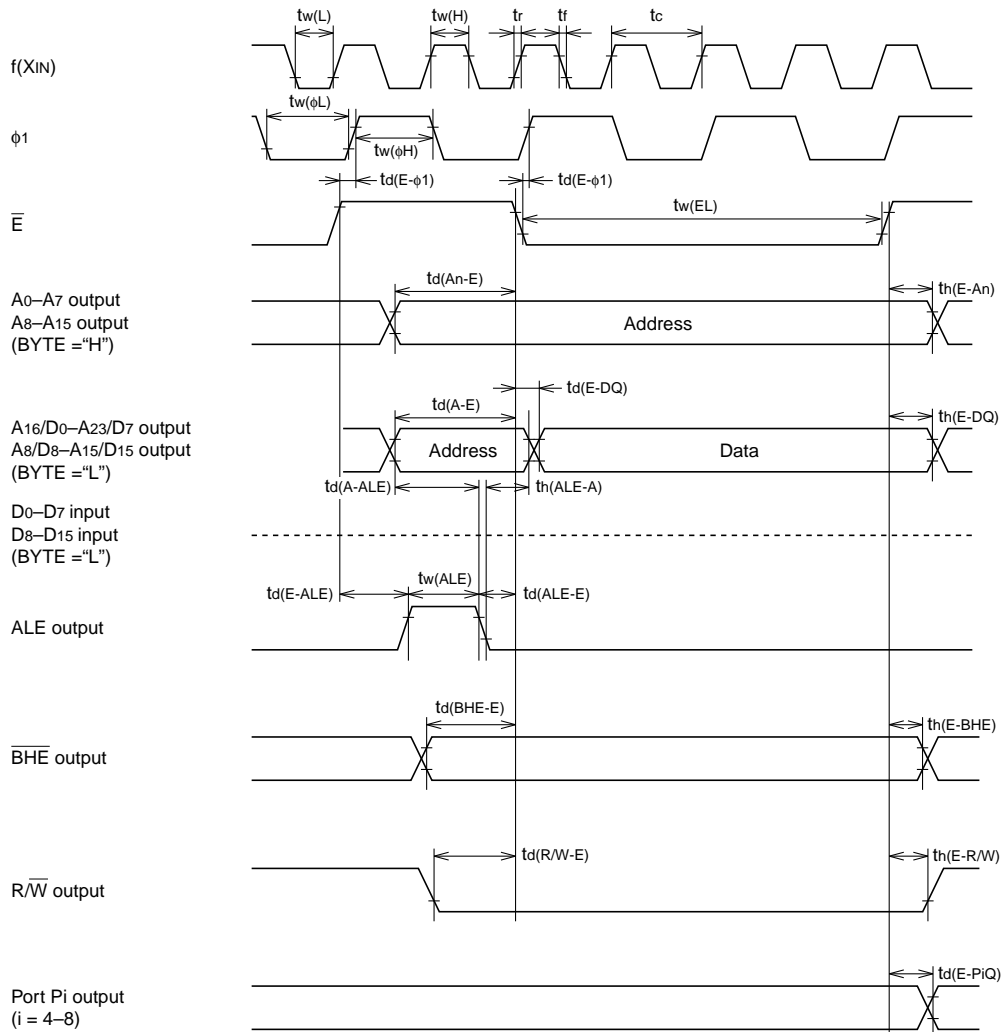 tw(L) tw(H) tr tf tc
f(XIN)
tw(ϕL)
ϕ1
tw(ϕH)
td(E-ϕ1) td(E-ϕ1)
tw(EL)
E̅
td(An-E) th(E-An)
A0–A7 output
A8–A15 output
(BYTE =“H”)
Address
td(E-DQ)
td(A-E) th(E-DQ)
A16/D0–A23/D7 output
A8/D8–A15/D15 output
(BYTE =“L”)
Address Data
td(A-ALE) th(ALE-A)
D0–D7 input
D8–D15 input
(BYTE =“L”)
tw(ALE)
td(E-ALE) td(ALE-E)
ALE output
td(BHE-E) th(E-BHE)
B̅H̅E̅ output
td(R/W-E) th(E-R/W)
R/W̅ output
td(E-PiQ)
Port Pi output
(i = 4–8)